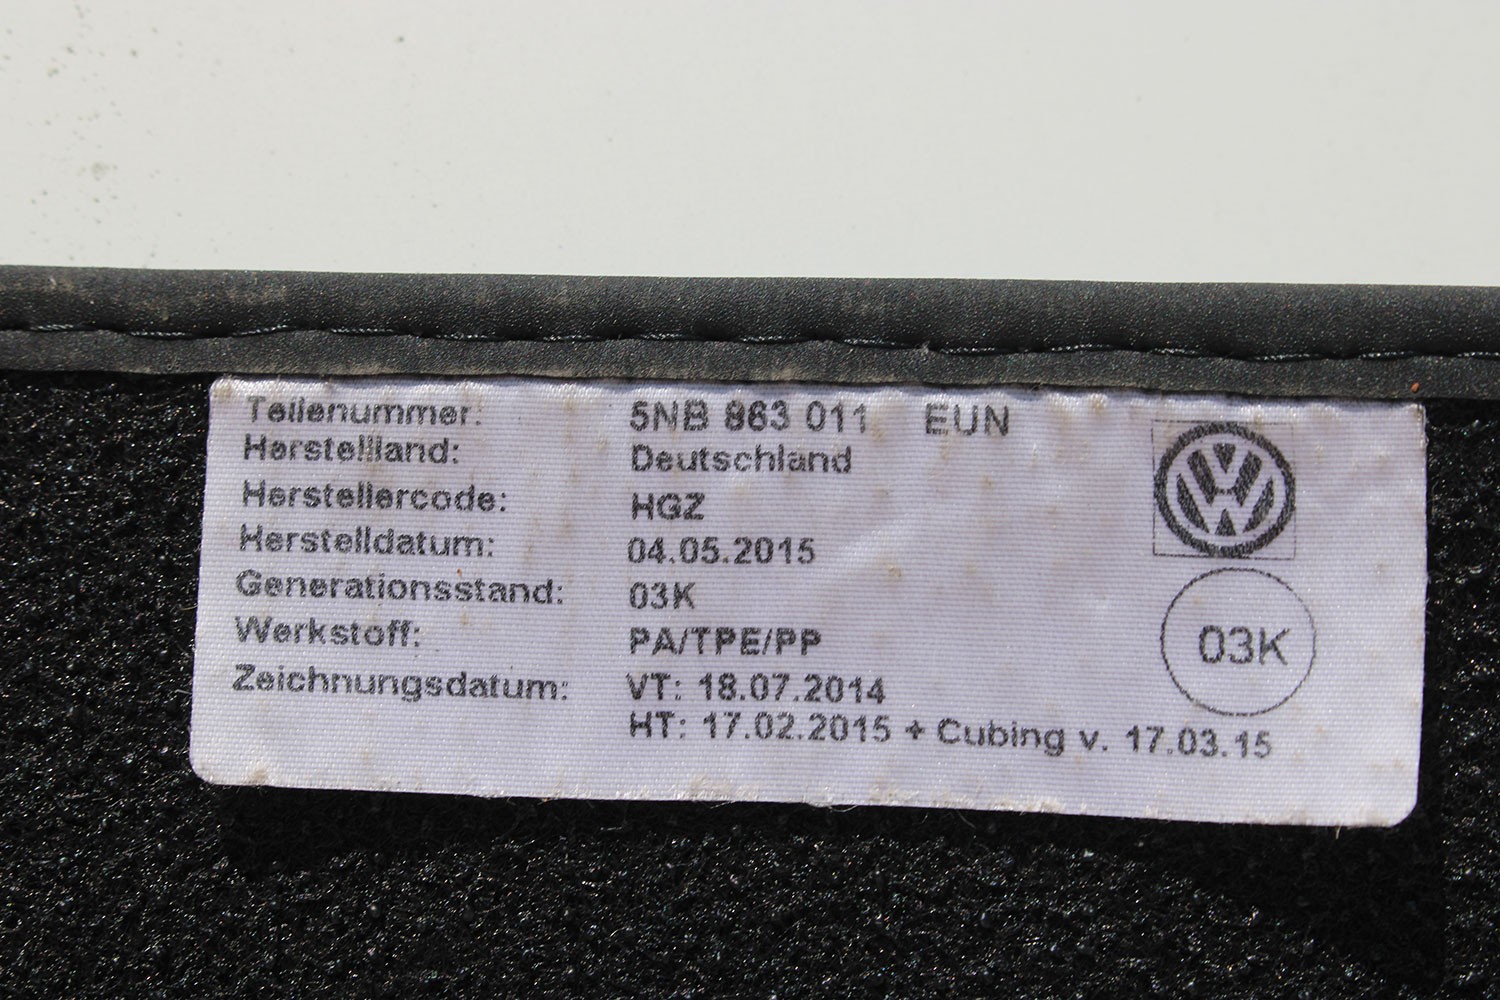 Teilenummer: 5NB 863 011 EUN
Herstellland: Deutschland
Herstellercode: HGZ
Herstelldatum: 04.05.2015
Generationsstand: 03K
Werkstoff: PA/TPE/PP
Zeichnungsdatum: VT: 18.07.2014
HT: 17.02.2015 + Cubing v. 17.03.15
VW
03K